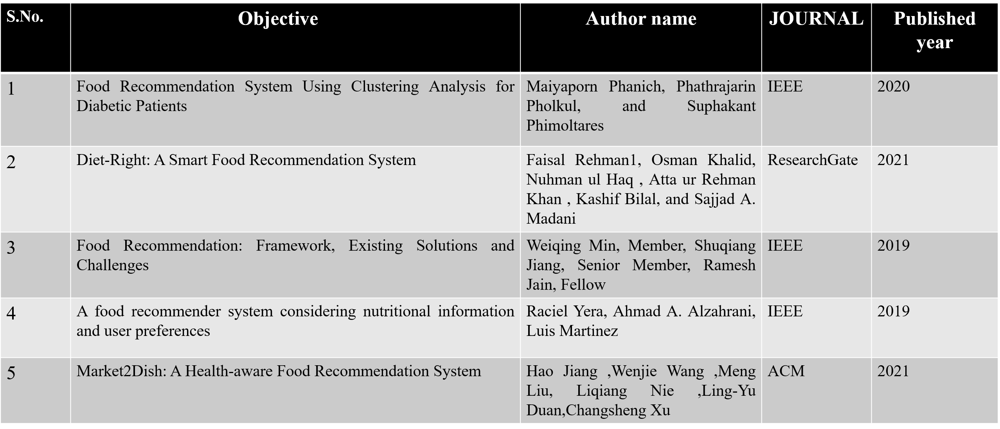 S.No. Objective Author name JOURNAL Published
year
1 Food Recommendation System Using Clustering Analysis for Maiyaporn Phanich, Phathrajarin IEEE 2020
Diabetic Patients Pholkul, and Suphakant
Phimoltares
2 Diet-Right: A Smart Food Recommendation System Faisal Rehman1, Osman Khalid, ResearchGate 2021
Nuhman ul Haq , Atta ur Rehman
Khan , Kashif Bilal, and Sajjad A.
Madani
3 Food Recommendation: Framework, Existing Solutions and Weiqing Min, Member, Shuqiang IEEE 2019
Challenges Jiang, Senior Member, Ramesh
Jain, Fellow
4 A food recommender system considering nutritional information Raciel Yera, Ahmad A. Alzahrani, IEEE 2019
and user preferences Luis Martinez
5 Market2Dish: A Health-aware Food Recommendation System Hao Jiang ,Wenjie Wang ,Meng ACM 2021
Liu, Liqiang Nie ,Ling-Yu
Duan,Changsheng Xu